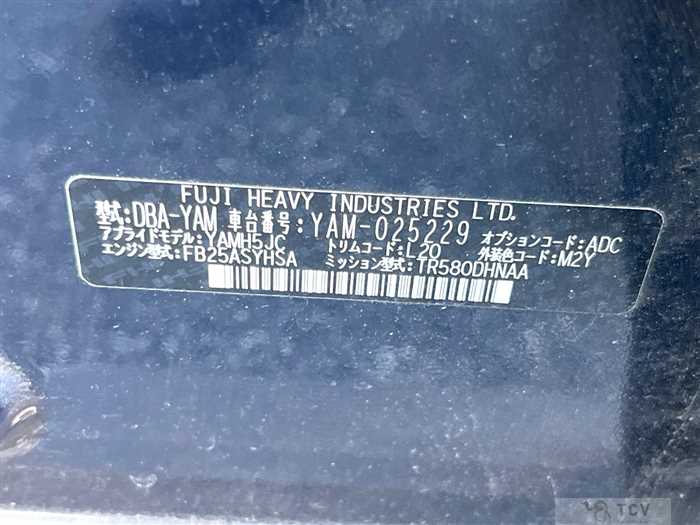 FUJI HEAVY INDUSTRIES LTD.
型式:DBA-YAM 車台番号:YAM-025229 オプションコード:ADC
アプライドモデル:YAMH5JC トリムコード:L20 外装色コード:M2Y
エンジン型式:FB25ASYHSA ミッション型式:TR580DHNAA
TCV